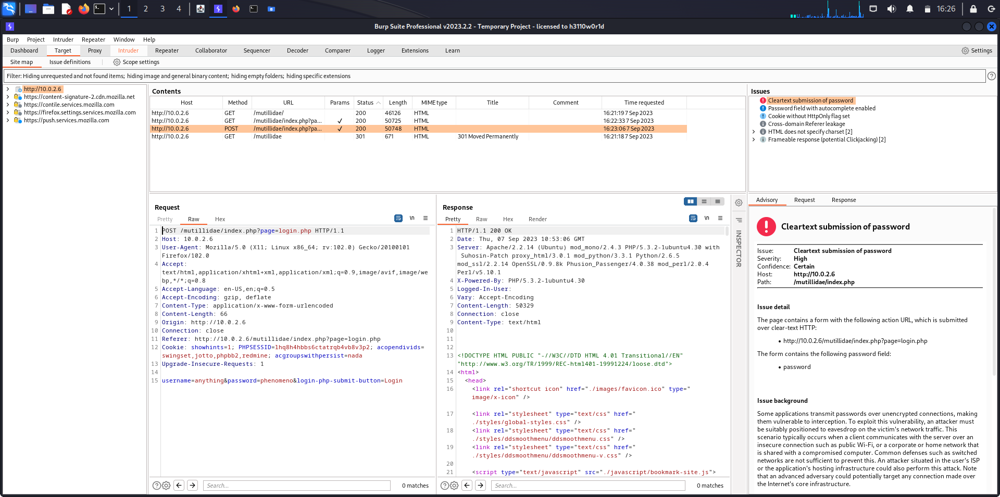 1 2 3 4 16:26
Burp Suite Professional v2023.2.2 - Temporary Project - licensed to h3110w0r1d
Burp Project Intruder Repeater Window Help
Dashboard Target Proxy Intruder Repeater Collaborator Sequencer Decoder Comparer Logger Extensions Learn Settings
Site map Issue definitions Scope settings
Filter: Hiding unrequested and not found items; hiding image and general binary content; hiding empty folders; hiding specific extensions
http://10.0.2.6
https://content-signature-2.cdn.mozilla.net
https://contile.services.mozilla.com
https://firefox.settings.services.mozilla.com
https://push.services.mozilla.com
Contents
Host Method URL Params Status Length MIME type Title Comment Time requested
http://10.0.2.6 GET /mutillidae/ 200 46126 HTML 16:21:19 7 Sep 2023
http://10.0.2.6 GET /mutillidae/index.php?pa... ✓ 200 50725 HTML 16:22:33 7 Sep 2023
http://10.0.2.6 POST /mutillidae/index.php?pa... ✓ 200 50748 HTML 16:23:06 7 Sep 2023
http://10.0.2.6 GET /mutillidae 301 671 HTML 301 Moved Permanently 16:21:18 7 Sep 2023
Issues
Cleartext submission of password
Password field with autocomplete enabled
Cookie without HttpOnly flag set
Cross-domain Referer leakage
HTML does not specify charset [2]
Frameable response (potential Clickjacking) [2]
Request
Pretty Raw Hex \n
1 POST /mutillidae/index.php?page=login.php HTTP/1.1
2 Host: 10.0.2.6
3 User-Agent: Mozilla/5.0 (X11; Linux x86_64; rv:102.0) Gecko/20100101
Firefox/102.0
4 Accept:
text/html,application/xhtml+xml,application/xml;q=0.9,image/avif,image/we
bp,*/*;q=0.8
5 Accept-Language: en-US,en;q=0.5
6 Accept-Encoding: gzip, deflate
7 Content-Type: application/x-www-form-urlencoded
8 Content-Length: 66
9 Origin: http://10.0.2.6
10 Connection: close
11 Referer: http://10.0.2.6/mutillidae/index.php?page=login.php
12 Cookie: showhints=1; PHPSESSID=lhq8h4hbbs6ctatrqb4vb8v3p2; acopendivids=
swingset,jotto,phpbb2,redmine; acgroupswithpersist=nada
13 Upgrade-Insecure-Requests: 1
14
15 username=anything&password=phenomeno&login-php-submit-button=Login
Search... 0 matches
Response
Pretty Raw Hex Render \n
1 HTTP/1.1 200 OK
2 Date: Thu, 07 Sep 2023 10:53:06 GMT
3 Server: Apache/2.2.14 (Ubuntu) mod_mono/2.4.3 PHP/5.3.2-1ubuntu4.30 with
Suhosin-Patch proxy_html/3.0.1 mod_python/3.3.1 Python/2.6.5
mod_ssl/2.2.14 OpenSSL/0.9.8k Phusion_Passenger/4.0.38 mod_perl/2.0.4
Perl/v5.10.1
4 X-Powered-By: PHP/5.3.2-1ubuntu4.30
5 Logged-In-User:
6 Vary: Accept-Encoding
7 Content-Length: 50329
8 Connection: close
9 Content-Type: text/html
10
11
12
13 <!DOCTYPE HTML PUBLIC "-//W3C//DTD HTML 4.01 Transitional//EN"
"http://www.w3.org/TR/1999/REC-html401-19991224/loose.dtd">
14 <html>
15 <head>
16 <link rel="shortcut icon" href="./images/favicon.ico" type="
image/x-icon" />
17 <link rel="stylesheet" type="text/css" href="
./styles/global-styles.css" />
18 <link rel="stylesheet" type="text/css" href="
./styles/ddsmoothmenu/ddsmoothmenu.css" />
19 <link rel="stylesheet" type="text/css" href="
./styles/ddsmoothmenu/ddsmoothmenu-v.css" />
20
21 <script type="text/javascript" src="./javascript/bookmark-site.js">
Search... 0 matches
INSPECTOR
Advisory Request Response
Cleartext submission of password
Issue: Cleartext submission of password
Severity: High
Confidence: Certain
Host: http://10.0.2.6
Path: /mutillidae/index.php
Issue detail
The page contains a form with the following action URL, which is submitted
over clear-text HTTP:
• http://10.0.2.6/mutillidae/index.php?page=login.php
The form contains the following password field:
• password
Issue background
Some applications transmit passwords over unencrypted connections, making
them vulnerable to interception. To exploit this vulnerability, an attacker must
be suitably positioned to eavesdrop on the victim's network traffic. This
scenario typically occurs when a client communicates with the server over an
insecure connection such as public Wi-Fi, or a corporate or home network that
is shared with a compromised computer. Common defenses such as switched
networks are not sufficient to prevent this. An attacker situated in the user's ISP
or the application's hosting infrastructure could also perform this attack. Note
that an advanced adversary could potentially target any connection made over
the Internet's core infrastructure.